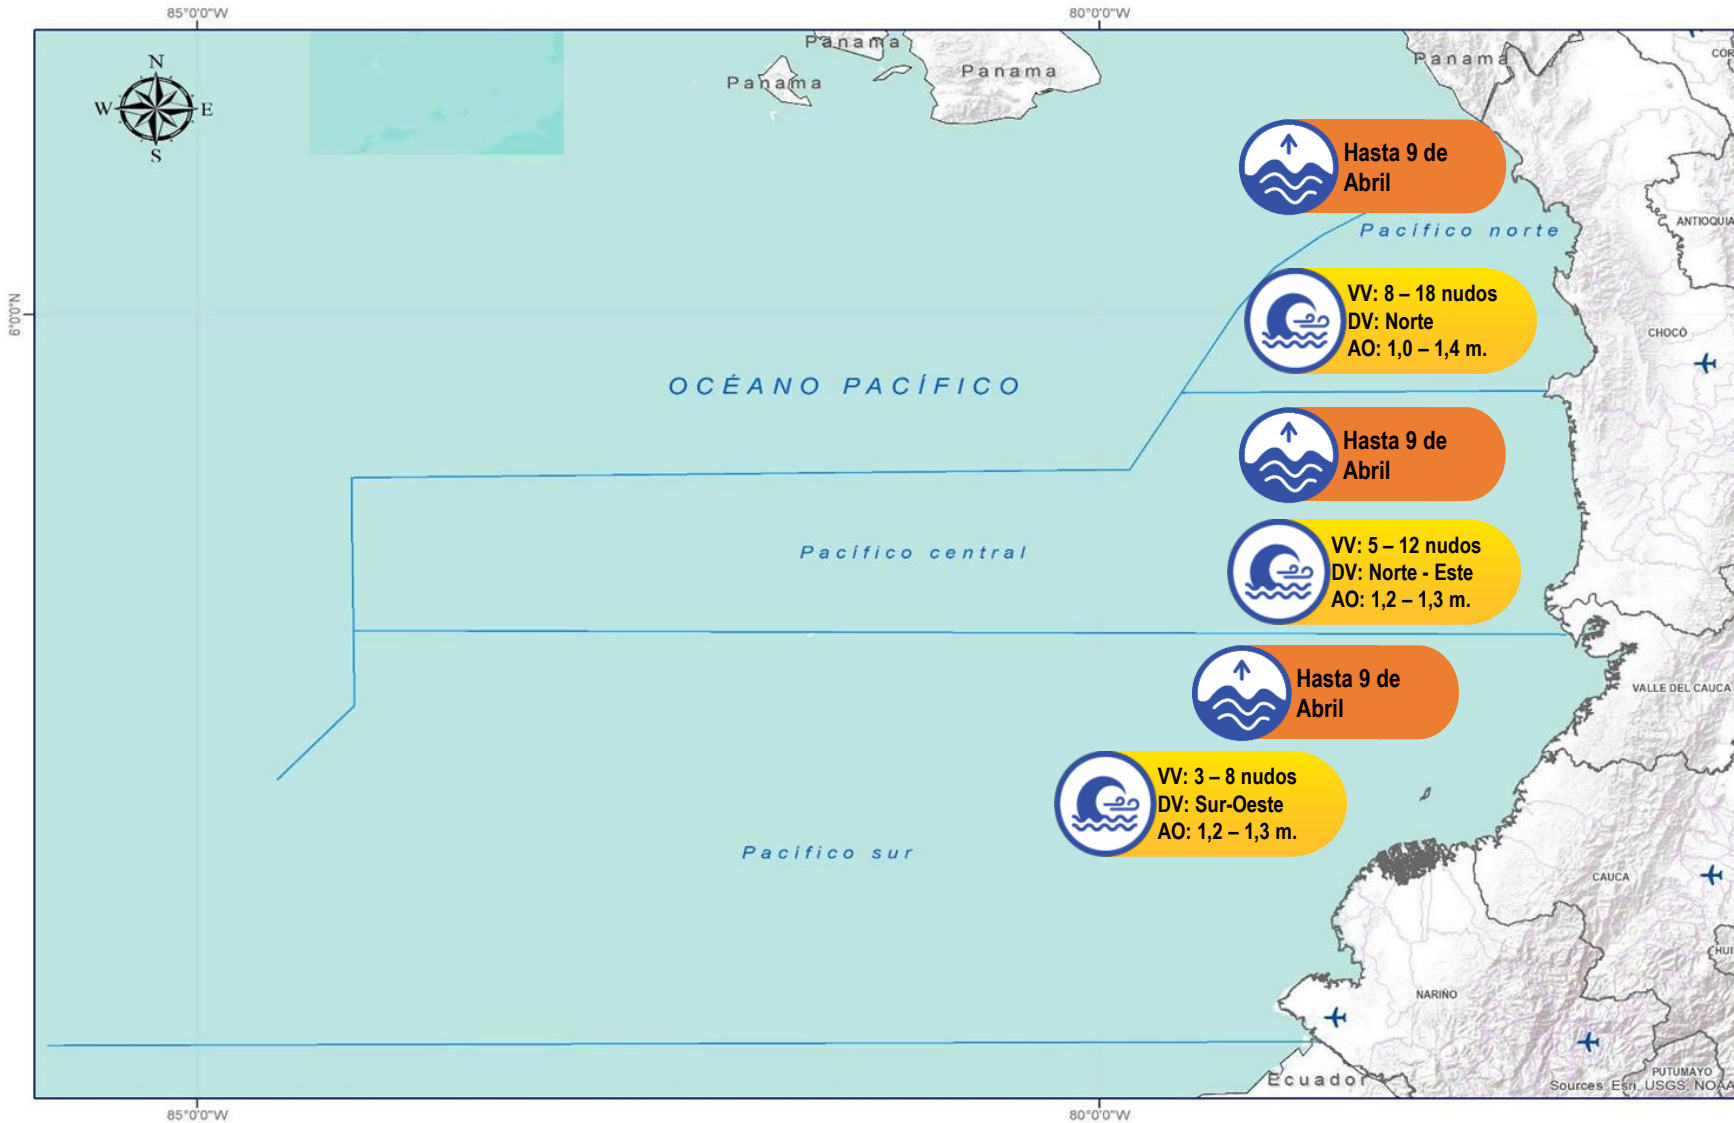 85°0'0"W
80°0'0"W
N
W
E
S
6°0'0"N
Panama
Panama
Panama
Panama
COR
Hasta 9 de
Abril
ANTIOQUIA
Pacífico norte
VV: 8 – 18 nudos
DV: Norte
AO: 1,0 – 1,4 m.
CHOCÓ
OCÉANO PACÍFICO
Hasta 9 de
Abril
Pacífico central
VV: 5 – 12 nudos
DV: Norte - Este
AO: 1,2 – 1,3 m.
Hasta 9 de
Abril
VALLE DEL CAUCA
VV: 3 – 8 nudos
DV: Sur-Oeste
AO: 1,2 – 1,3 m.
Pacífico sur
CAUCA
HUI
NARIÑO
PUTUMAYO
Ecuador
Sources: Esri, USGS, NOAA
85°0'0"W
80°0'0"W